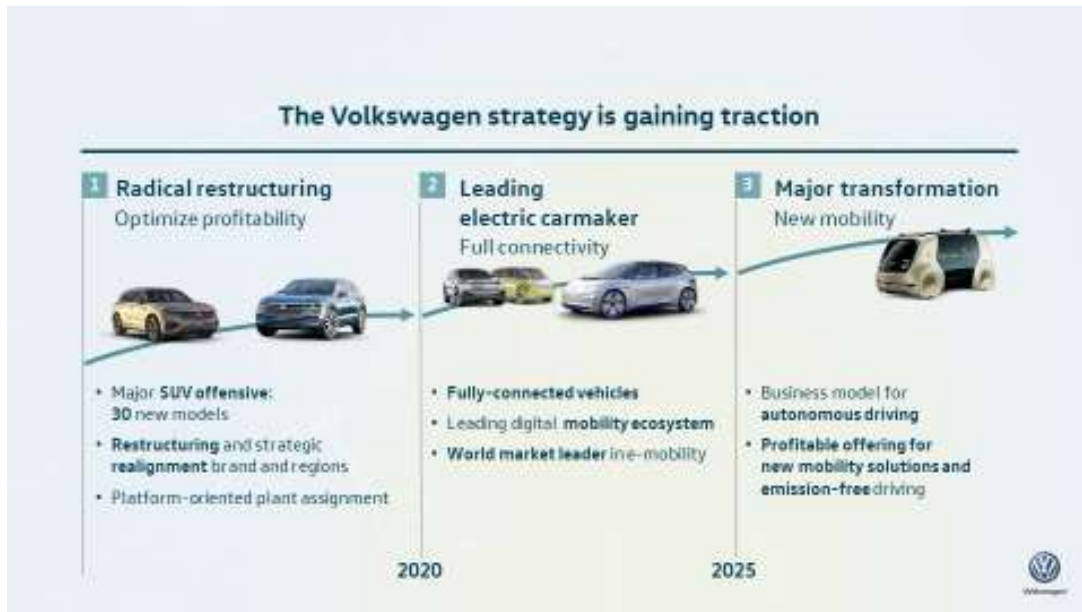 The Volkswagen strategy is gaining traction
1 Radical restructuring
Optimize profitability
2 Leading
electric carmaker
Full connectivity
3 Major transformation
New mobility
• Major SUV offensive:
30 new models
• Restructuring and strategic
realignment brand and regions
• Platform-oriented plant assignment
• Fully-connected vehicles
• Leading digital mobility ecosystem
• World market leader in e-mobility
• Business model for
autonomous driving
• Profitable offering for
new mobility solutions and
emission-free driving
2020
2025
Volkswagen